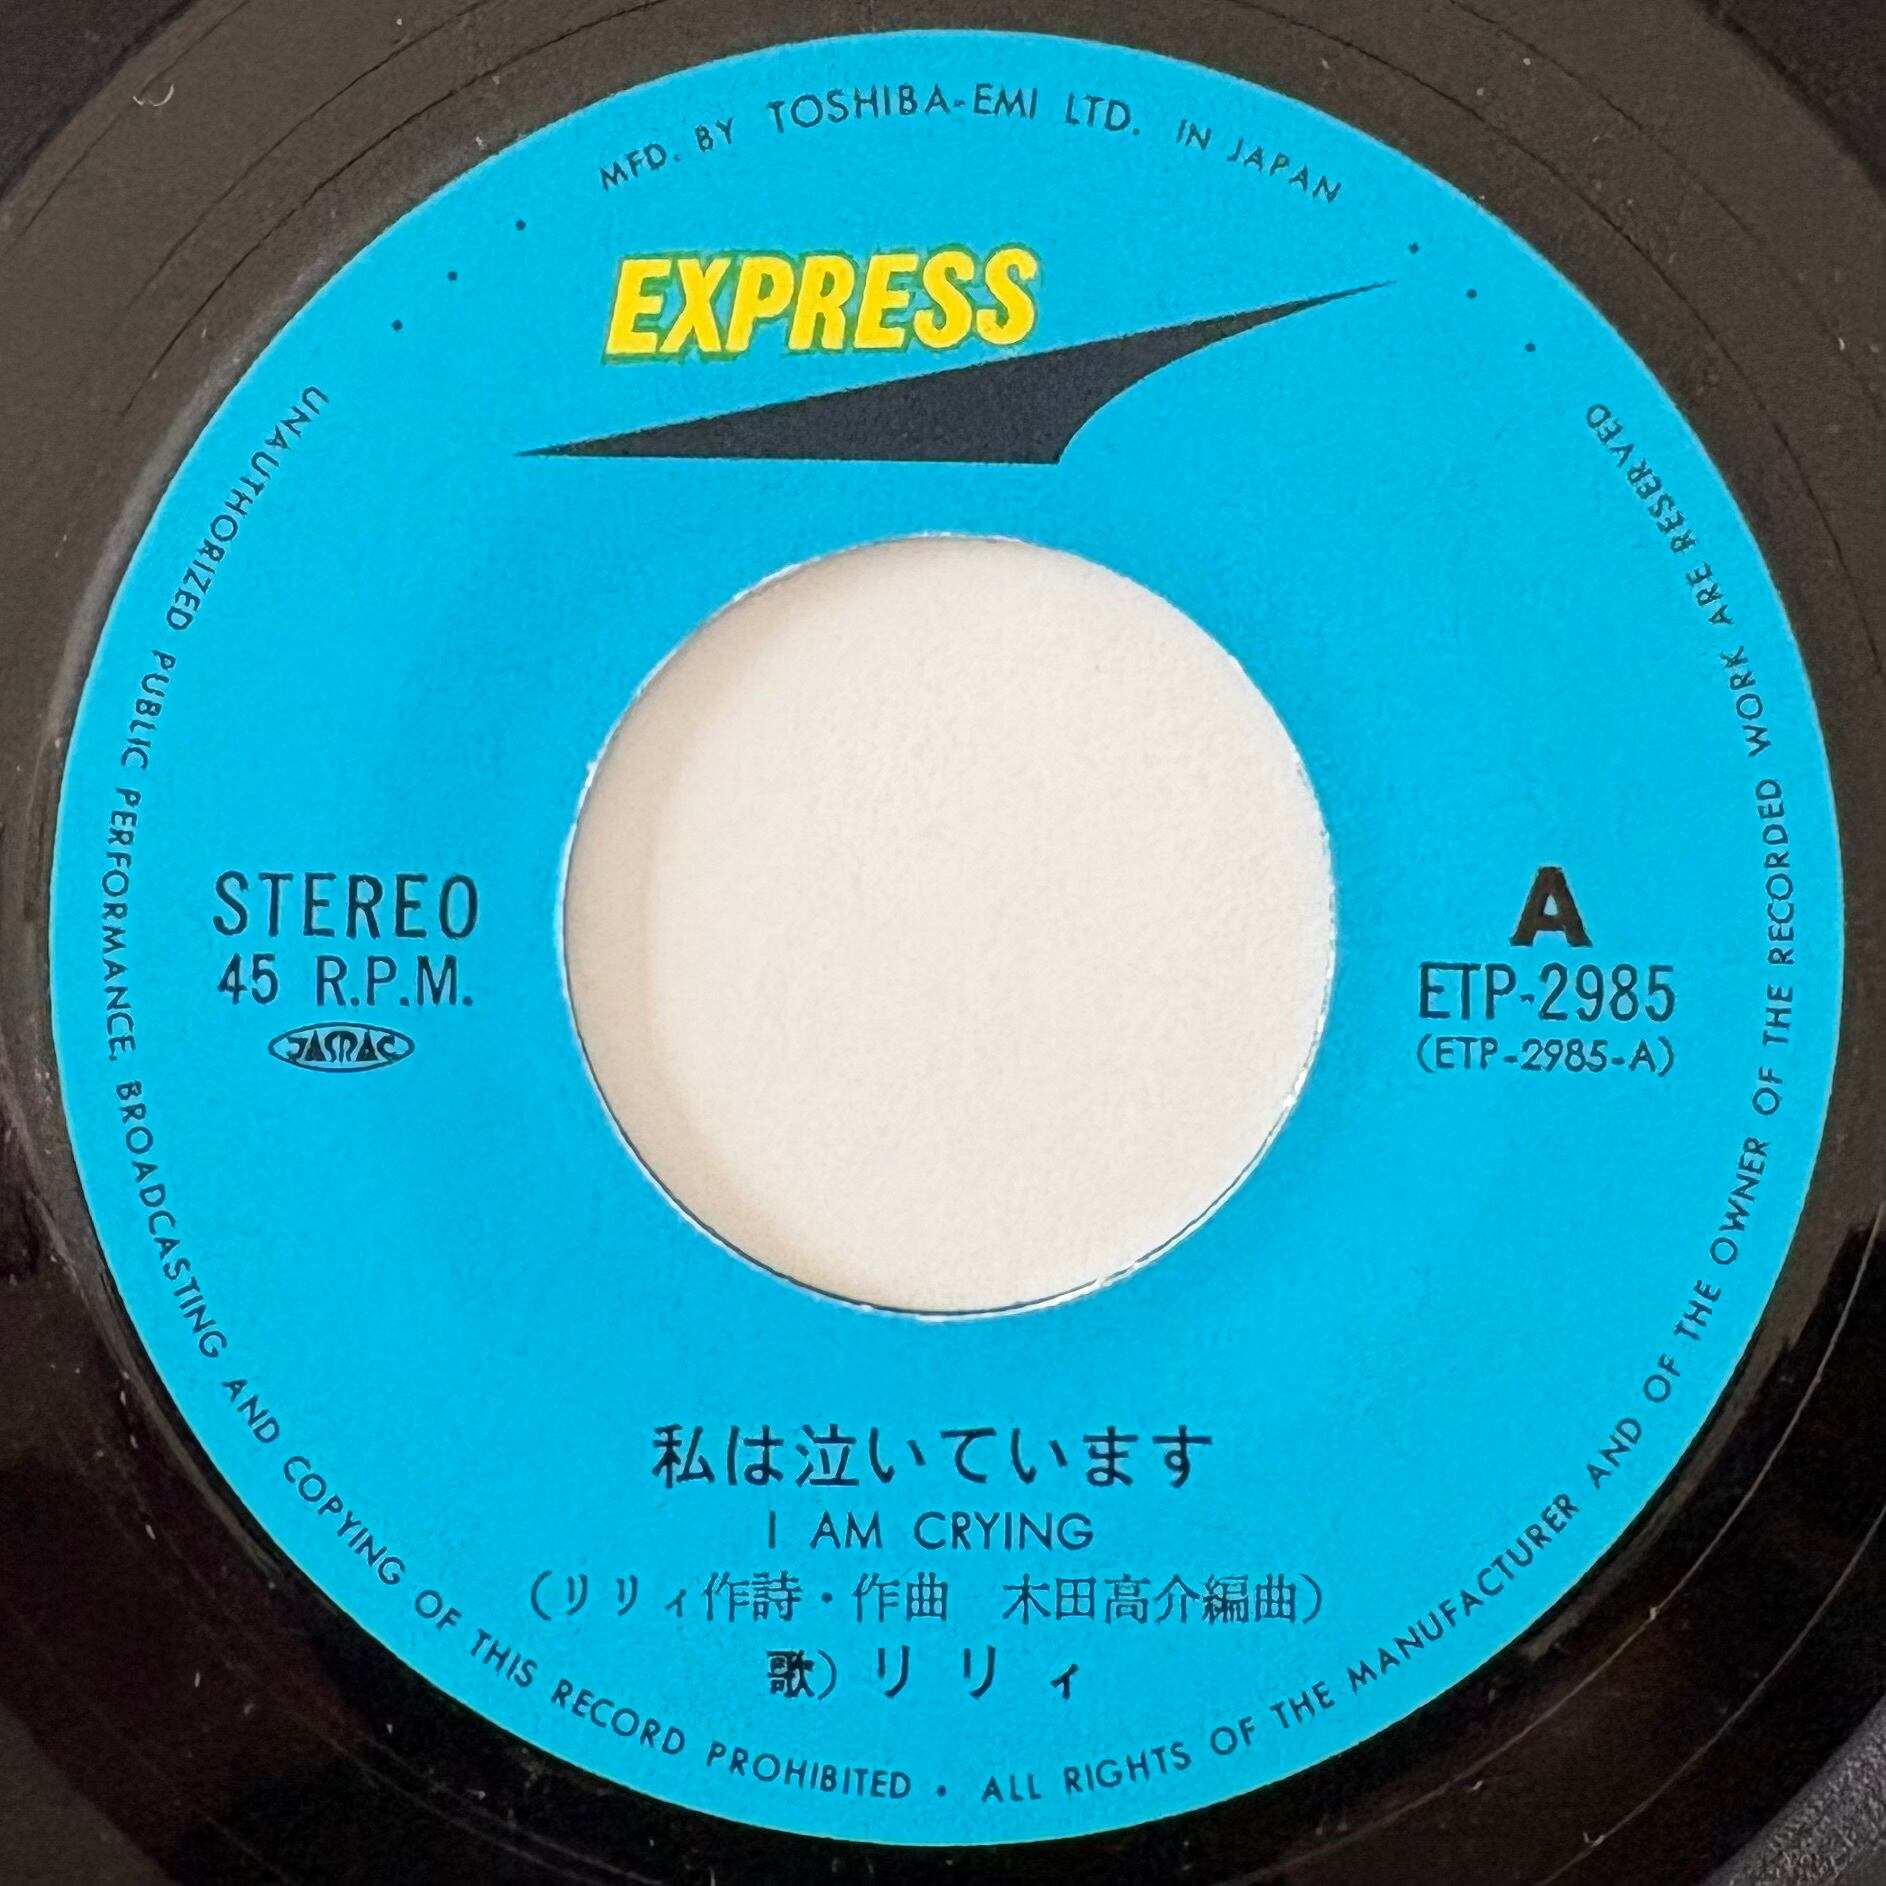 MFD. BY TOSHIBA-EMI LTD. IN JAPAN
EXPRESS
STEREO
45 R.P.M.
JASRAC
A
ETP-2985
(ETP-2985-A)
私は泣いています
I AM CRYING
(リリィ作詩・作曲 木田高介編曲)
歌)リリィ
UNAUTHORIZED PUBLIC PERFORMANCE, BROADCASTING AND COPYING OF THIS RECORD PROHIBITED • ALL RIGHTS OF THE MANUFACTURER AND OF THE OWNER OF THE RECORDED WORK ARE RESERVED